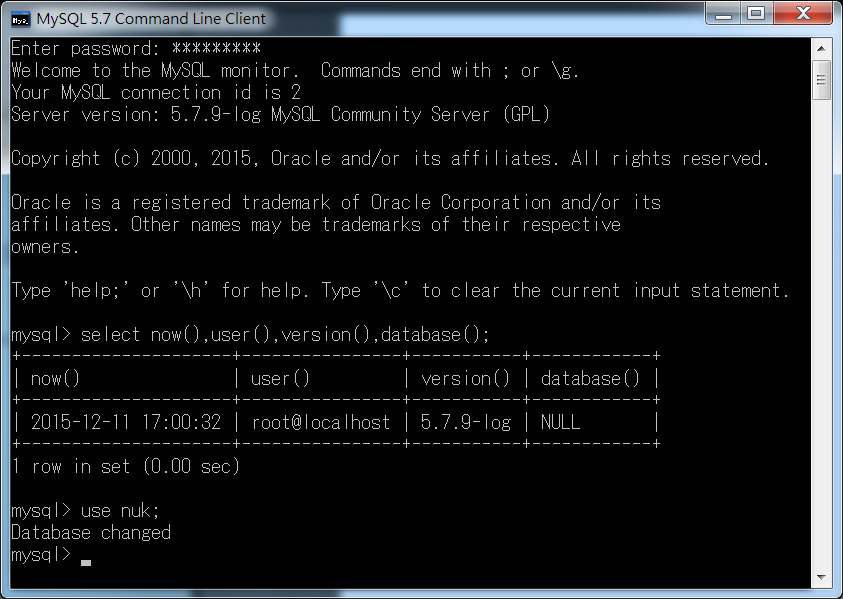 MySQL 5.7 Command Line Client
Enter password: *********
Welcome to the MySQL monitor.  Commands end with ; or \g.
Your MySQL connection id is 2
Server version: 5.7.9-log MySQL Community Server (GPL)
Copyright (c) 2000, 2015, Oracle and/or its affiliates. All rights reserved.
Oracle is a registered trademark of Oracle Corporation and/or its
affiliates. Other names may be trademarks of their respective
owners.
Type 'help;' or '\h' for help. Type '\c' to clear the current input statement.
mysql> select now(),user(),version(),database();
+---------------------+----------------+-----------+------------+
| now()               | user()         | version() | database() |
+---------------------+----------------+-----------+------------+
| 2015-12-11 17:00:32 | root@localhost | 5.7.9-log | NULL       |
+---------------------+----------------+-----------+------------+
1 row in set (0.00 sec)
mysql> use nuk;
Database changed
mysql> _